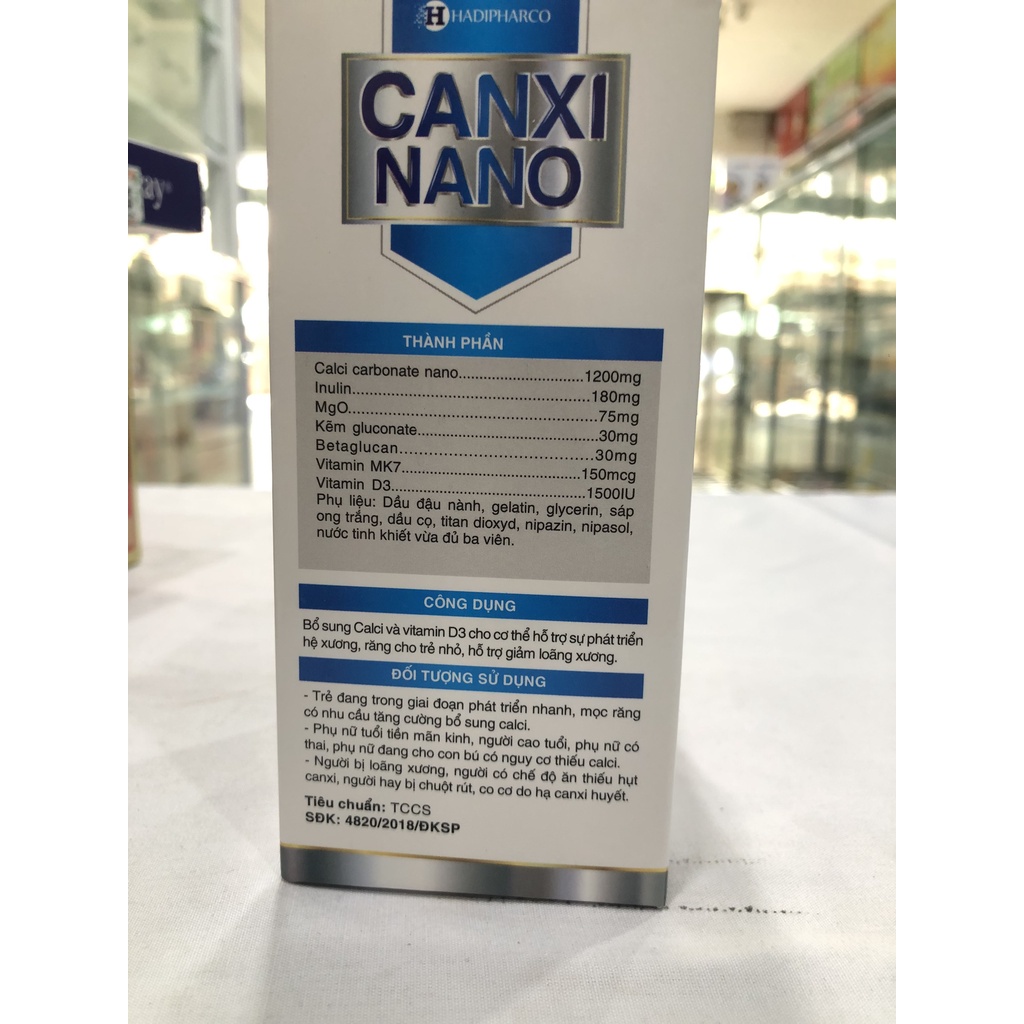 HADIPHARCO
CANXI
NANO
THÀNH PHẦN
Calci carbonate nano..............................1200mg
Inulin.........................................................180mg
MgO............................................................75mg
Kẽm gluconate...........................................30mg
Betaglucan..................................................30mg
Vitamin MK7...........................................150mcg
Vitamin D3..............................................1500IU
Phụ liệu: Dầu đậu nành, gelatin, glycerin, sáp
ong trắng, dầu cọ, titan dioxyd, nipazin, nipasol,
nước tinh khiết vừa đủ ba viên.
CÔNG DỤNG
Bổ sung Calci và vitamin D3 cho cơ thể hỗ trợ sự phát triển
hệ xương, răng cho trẻ nhỏ, hỗ trợ giảm loãng xương.
ĐỐI TƯỢNG SỬ DỤNG
- Trẻ đang trong giai đoạn phát triển nhanh, mọc răng
có nhu cầu tăng cường bổ sung calci.
- Phụ nữ tuổi tiền mãn kinh, người cao tuổi, phụ nữ có
thai, phụ nữ đang cho con bú có nguy cơ thiếu calci.
- Người bị loãng xương, người có chế độ ăn thiếu hụt
canxi, người hay bị chuột rút, co cơ do hạ canxi huyết.
Tiêu chuẩn: TCCS
SĐK: 4820/2018/ĐKSP